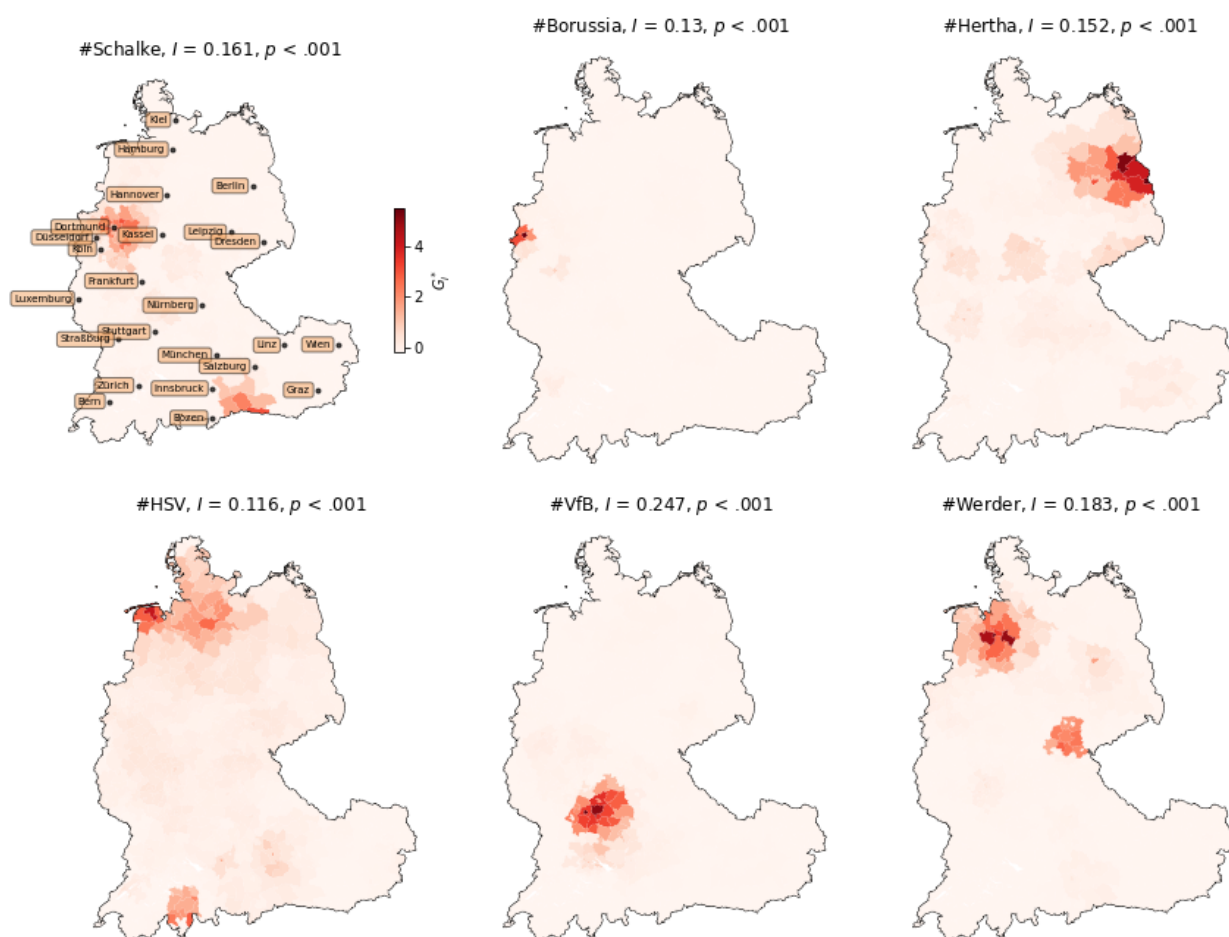 #Borussia, I = 0.13, p < .001
#Hertha, I = 0.152, p < .001
#Schalke, I = 0.161, p < .001
Kiel
Hamburg
Hannover
Berlin
Dortmund
Düsseldorf
Köln
Kassel
Leipzig
Dresden
Frankfurt
Luxemburg
Nürnberg
Stuttgart
Straßburg
München
Linz
Wien
Salzburg
Zürich
Innsbruck
Graz
Bern
Bozen
4
2
0
G*i
#HSV, I = 0.116, p < .001
#VfB, I = 0.247, p < .001
#Werder, I = 0.183, p < .001